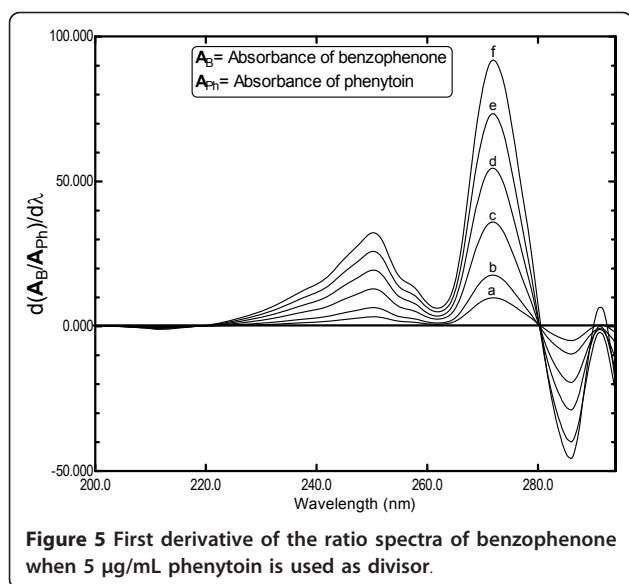 100.000
50.000
0.000
-50.000
d(A_B/A_Ph)/dλ
A_B= Absorbance of benzophenone
A_Ph= Absorbance of phenytoin
f
e
d
c
b
a
200.0 220.0 240.0 260.0 280.0
Wavelength (nm)
Figure 5 First derivative of the ratio spectra of benzophenone
when 5 μg/mL phenytoin is used as divisor.